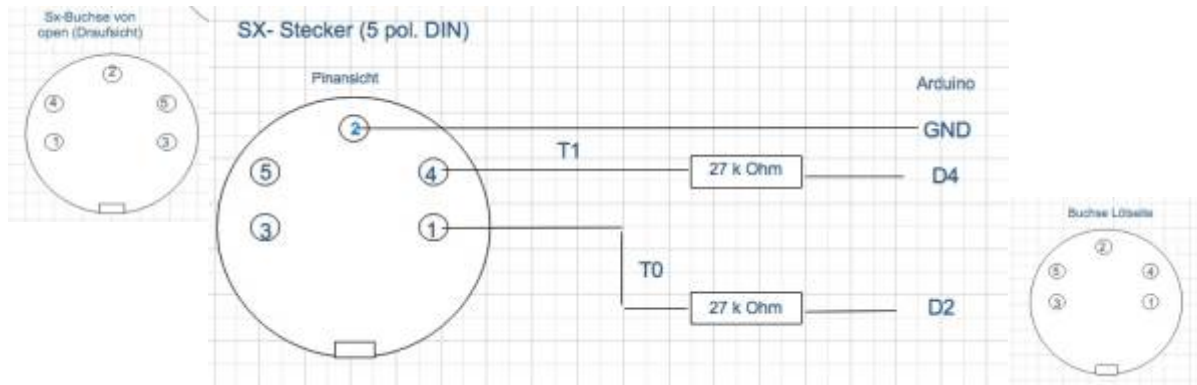 Sx-Buchse von
open (Draufsicht)
2
4
5
1
3
SX- Stecker (5 pol. DIN)
Pinansicht
Arduino
2
GND
T1
5
4
27 k Ohm
D4
3
1
T0
27 k Ohm
D2
Buchse Lötseite
2
5
4
3
1